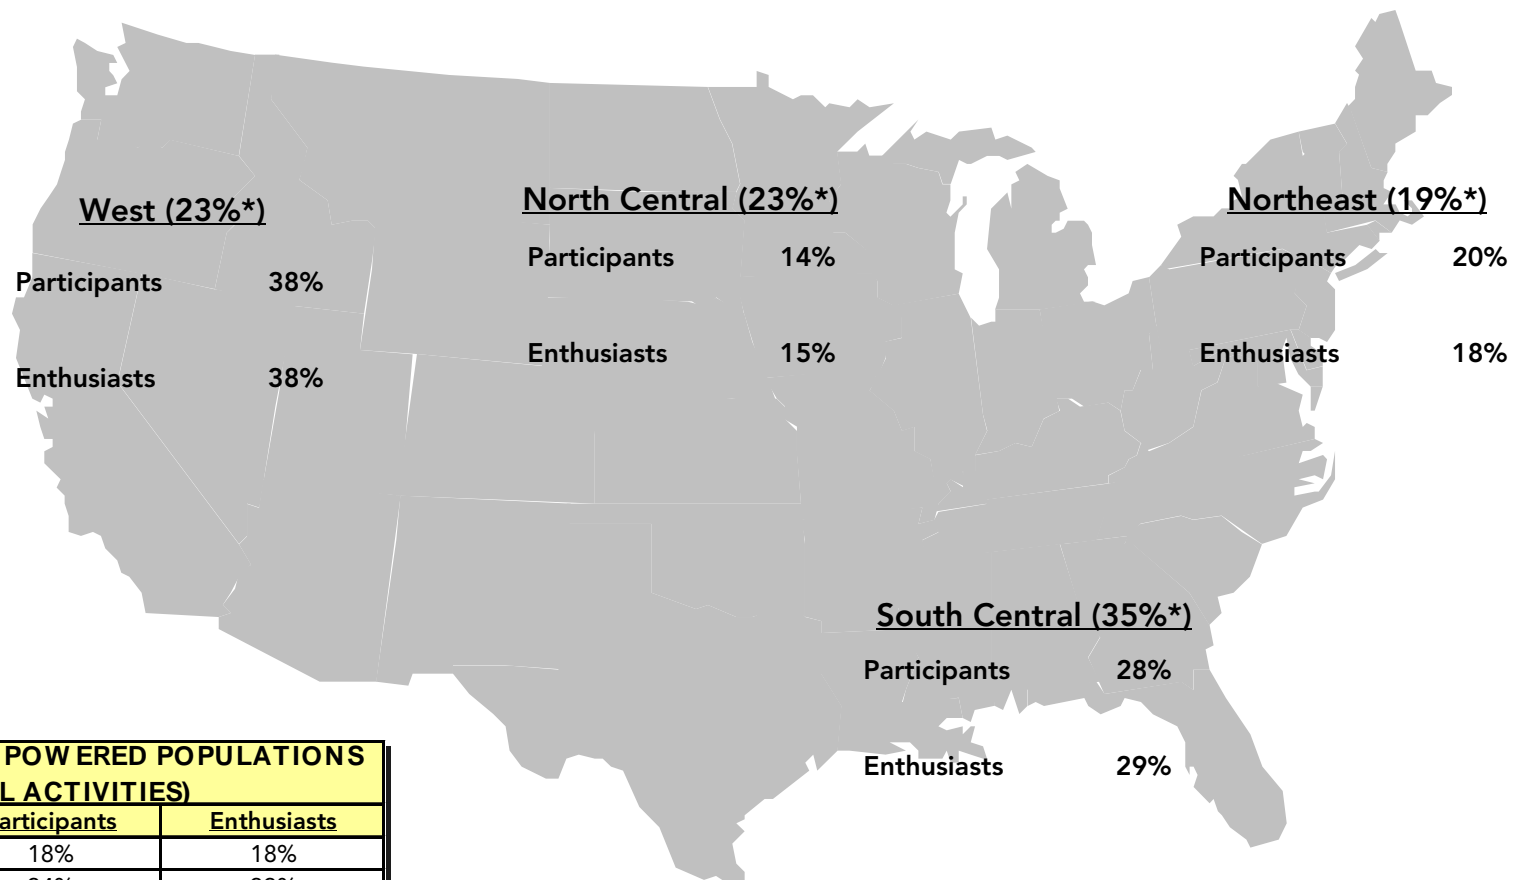 West (23%*)
Participants 38%
Enthusiasts 38%
North Central (23%*)
Participants 14%
Enthusiasts 15%
Northeast (19%*)
Participants 20%
Enthusiasts 18%
South Central (35%*)
Participants 28%
Enthusiasts 29%
POWERED POPULATIONS
L ACTIVITIES)
articipants Enthusiasts
18% 18%